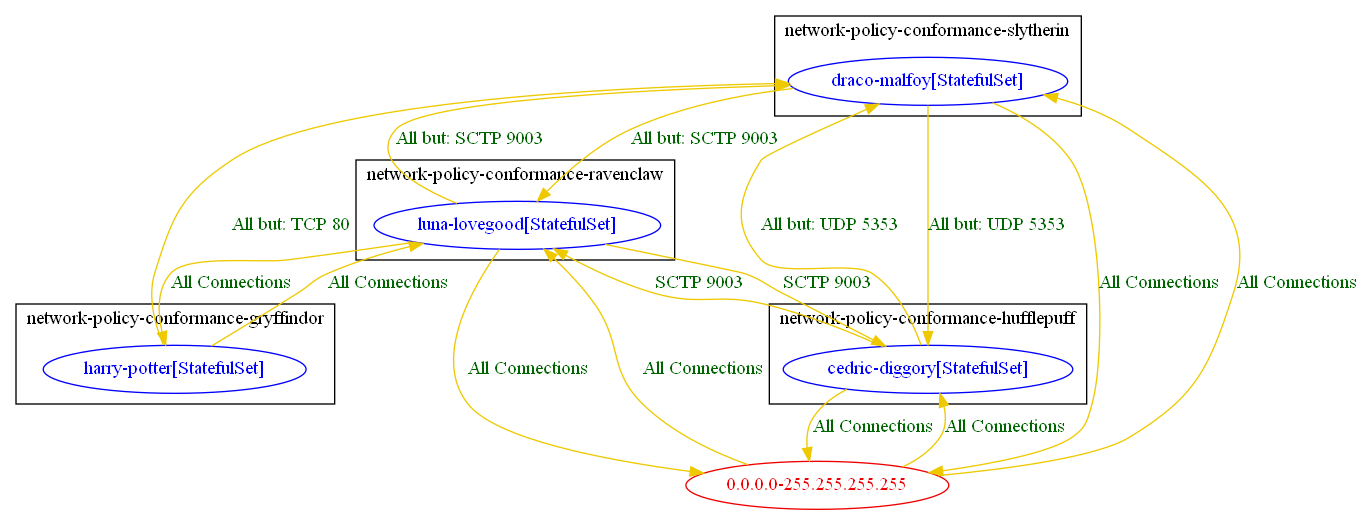 network-policy-conformance-slytherin
draco-malfoy[StatefulSet]
All but: SCTP 9003
All but: SCTP 9003
network-policy-conformance-ravenclaw
luna-lovegood[StatefulSet]
All but: TCP 80
All but: UDP 5353
All but: UDP 5353
All Connections
All Connections
SCTP 9003
SCTP 9003
All Connections
All Connections
network-policy-conformance-gryffindor
harry-potter[StatefulSet]
network-policy-conformance-hufflepuff
cedric-diggory[StatefulSet]
All Connections
All Connections
All Connections
All Connections
0.0.0.0-255.255.255.255